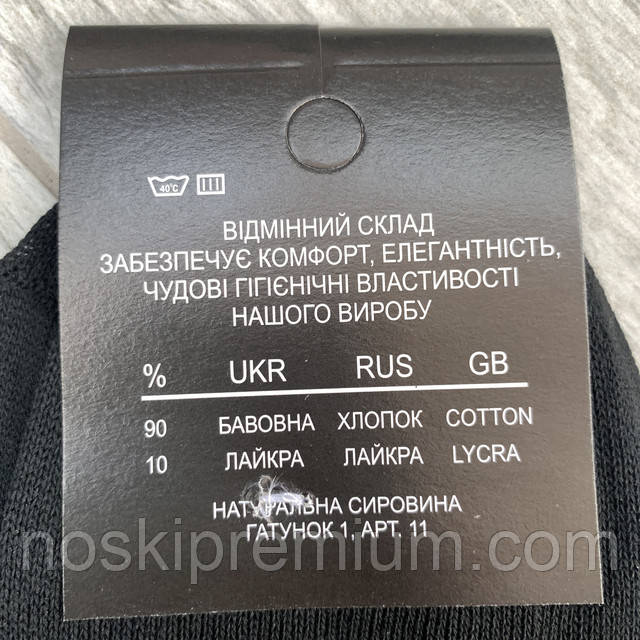 40°C
ВІДМІННИЙ СКЛАД
ЗАБЕЗПЕЧУЄ КОМФОРТ, ЕЛЕГАНТНІСТЬ,
ЧУДОВІ ГІГІЄНІЧНІ ВЛАСТИВОСТІ
НАШОГО ВИРОБУ
% UKR RUS GB
90 БАВОВНА ХЛОПОК COTTON
10 ЛАЙКРА ЛАЙКРА LYCRA
НАТУРАЛЬНА СИРОВИНА
ҐАТУНОК 1, АРТ. 11
noskipremium.com